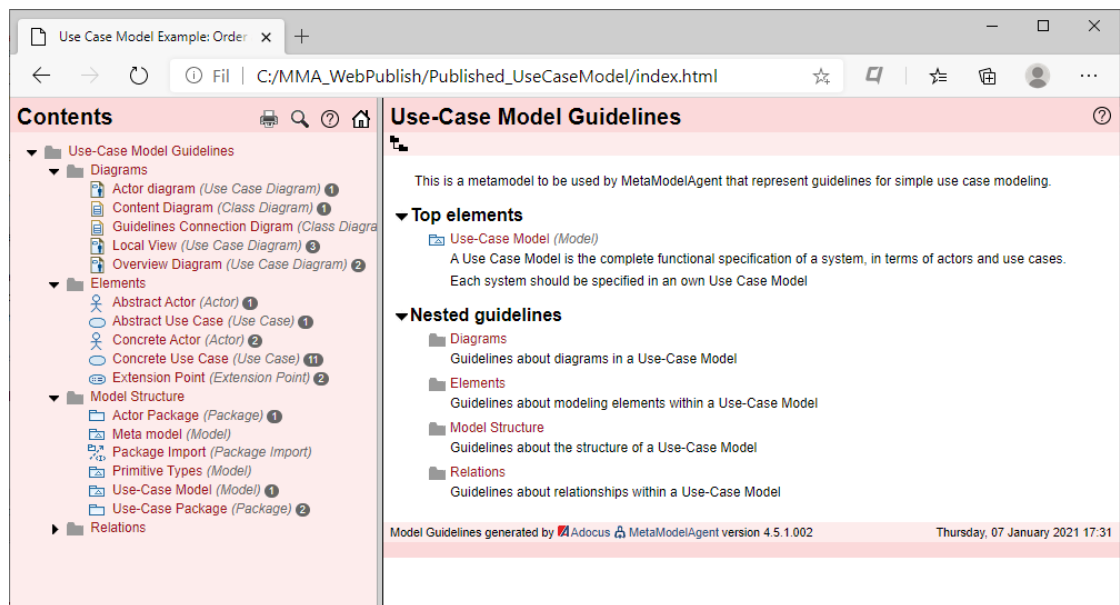 Use Case Model Example: Order
Fil C:/MMA_WebPublish/Published_UseCaseModel/index.html
Contents
Use-Case Model Guidelines
Diagrams
Actor diagram (Use Case Diagram) 1
Content Diagram (Class Diagram) 1
Guidelines Connection Digram (Class Diagra
Local View (Use Case Diagram) 3
Overview Diagram (Use Case Diagram) 2
Elements
Abstract Actor (Actor) 1
Abstract Use Case (Use Case) 1
Concrete Actor (Actor) 2
Concrete Use Case (Use Case) 11
Extension Point (Extension Point) 2
Model Structure
Actor Package (Package) 1
Meta model (Model)
Package Import (Package Import)
Primitive Types (Model)
Use-Case Model (Model) 1
Use-Case Package (Package) 2
Relations
Use-Case Model Guidelines
This is a metamodel to be used by MetaModelAgent that represent guidelines for simple use case modeling.
Top elements
Use-Case Model (Model)
A Use Case Model is the complete functional specification of a system, in terms of actors and use cases.
Each system should be specified in an own Use Case Model
Nested guidelines
Diagrams
Guidelines about diagrams in a Use-Case Model
Elements
Guidelines about modeling elements within a Use-Case Model
Model Structure
Guidelines about the structure of a Use-Case Model
Relations
Guidelines about relationships within a Use-Case Model
Model Guidelines generated by Adocus MetaModelAgent version 4.5.1.002 Thursday, 07 January 2021 17:31